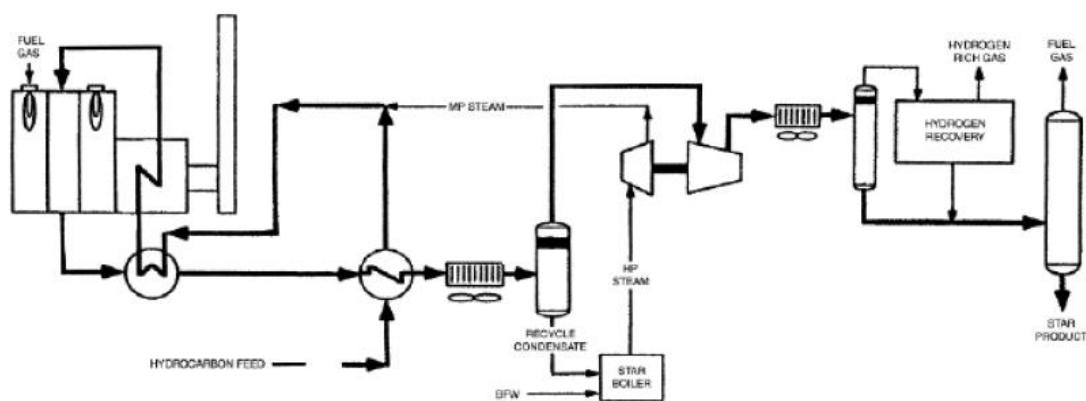 FUEL
GAS
MP STEAM
HYDROGEN
RICH GAS
FUEL
GAS
HYDROGEN
RECOVERY
HP
STEAM
RECYCLE
CONDENSATE
STAR
BOILER
STAR
PRODUCT
HYDROCARBON FEED
BFW